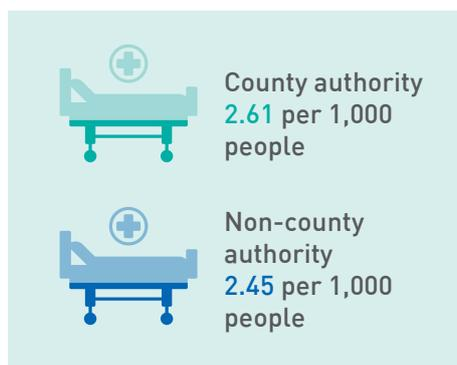 County authority
2.61 per 1,000
people
Non-county
authority
2.45 per 1,000
people